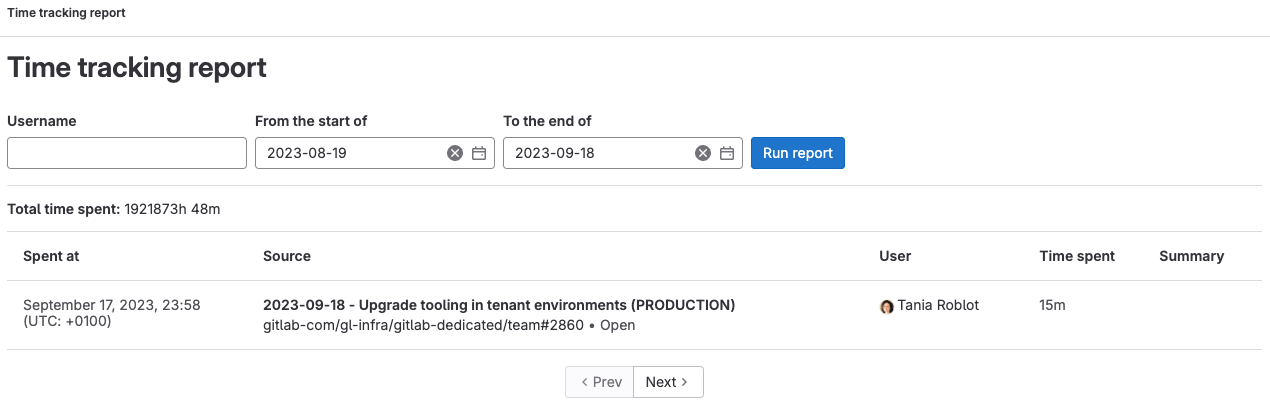 Time tracking report
Time tracking report
Username
From the start of
To the end of
2023-08-19
2023-09-18
Run report
Total time spent: 1921873h 48m
Spent at
Source
User
Time spent
Summary
September 17, 2023, 23:58
(UTC: +0100)
2023-09-18 - Upgrade tooling in tenant environments (PRODUCTION)
gitlab-com/gl-infra/gitlab-dedicated/team#2860 • Open
Tania Roblot
15m
Prev
Next